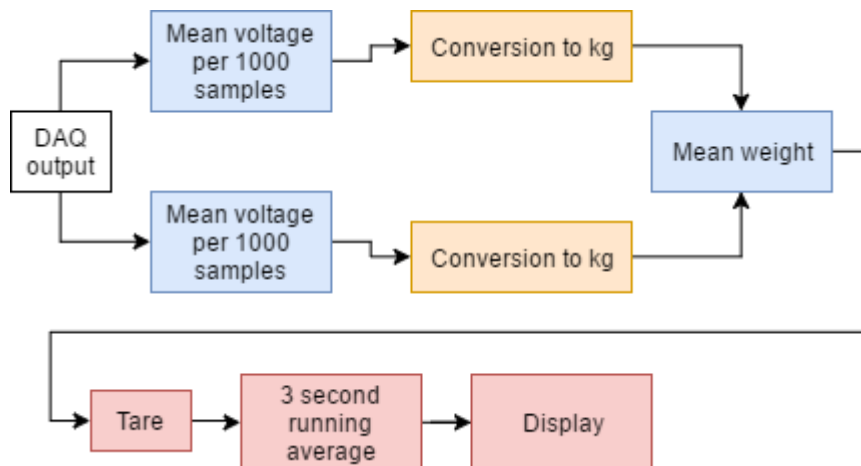 Mean voltage
per 1000
samples
Conversion to kg
DAQ
output
Mean weight
Mean voltage
per 1000
samples
Conversion to kg
Tare
3 second
running
average
Display